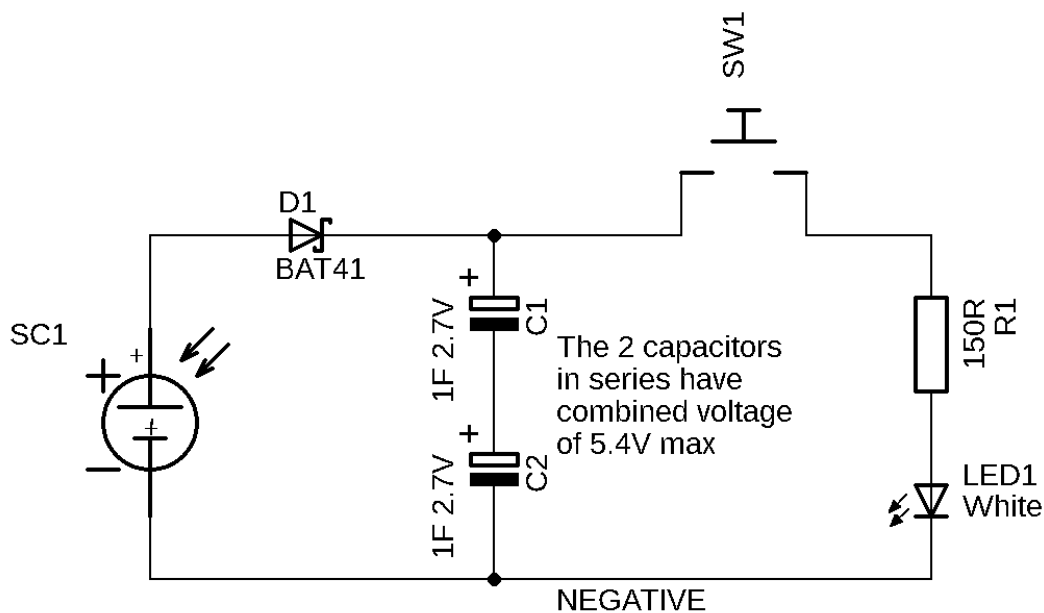 SW1
D1
BAT41
SC1
+
+
+
-
+
1F 2.7V
C1
The 2 capacitors
in series have
combined voltage
of 5.4V max
+
1F 2.7V
C2
150R
R1
LED1
White
NEGATIVE